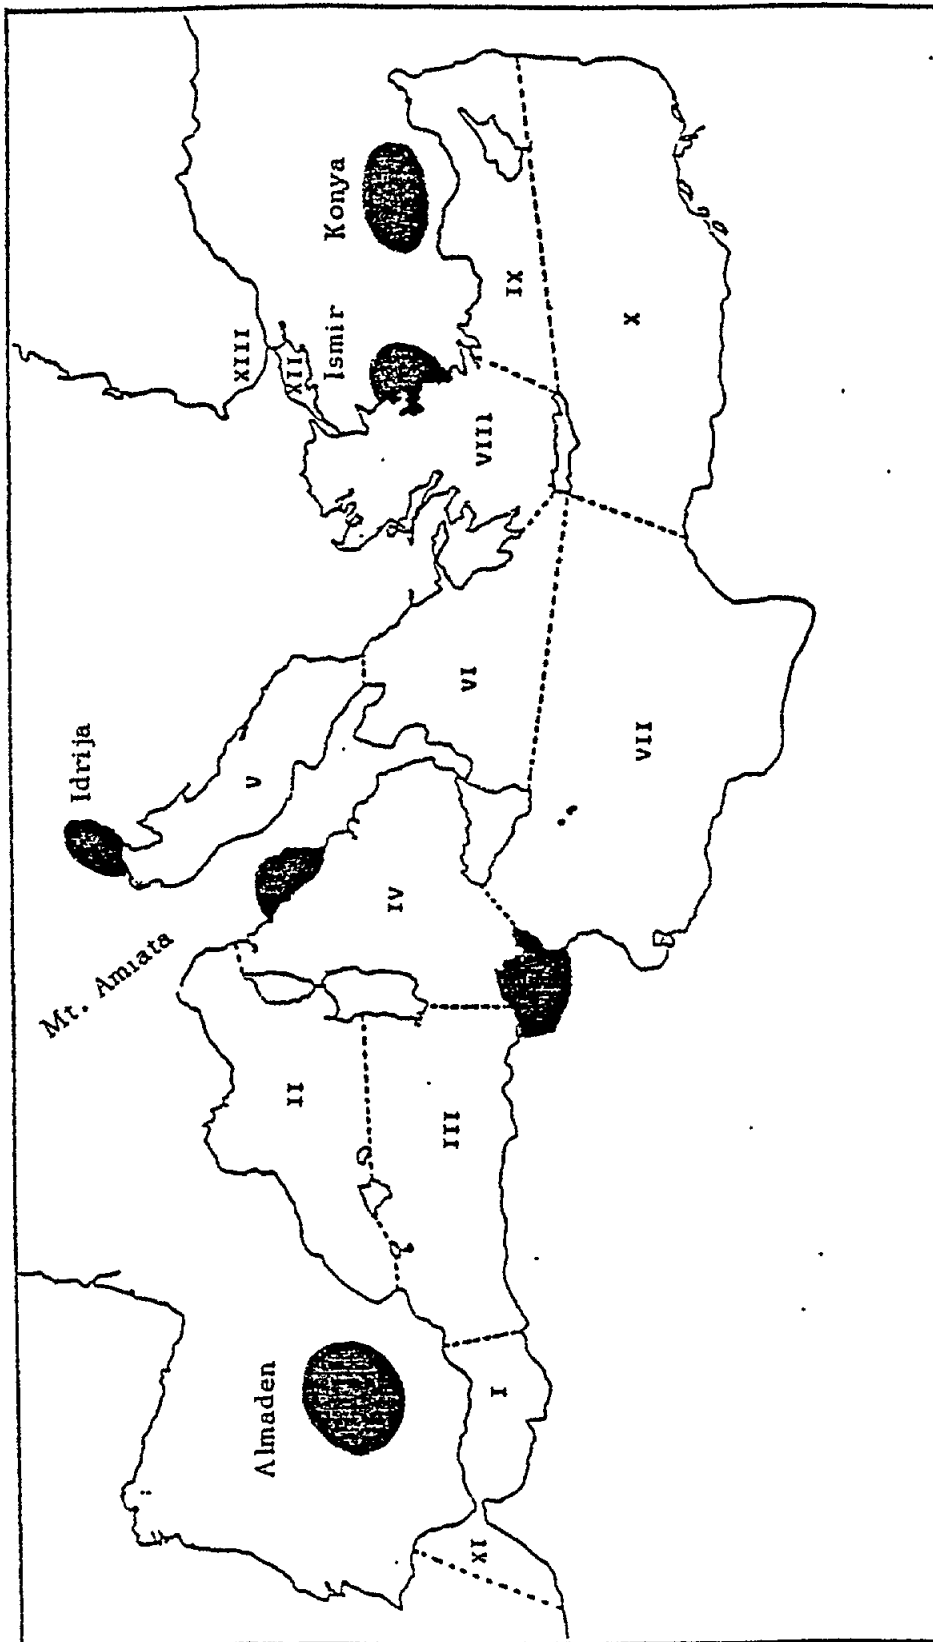 Idrija
Mt. Amiata
Almaden
Ismir
Konya
I
II
III
IV
V
VI
VII
VIII
IX
X
XI
XII
XIII